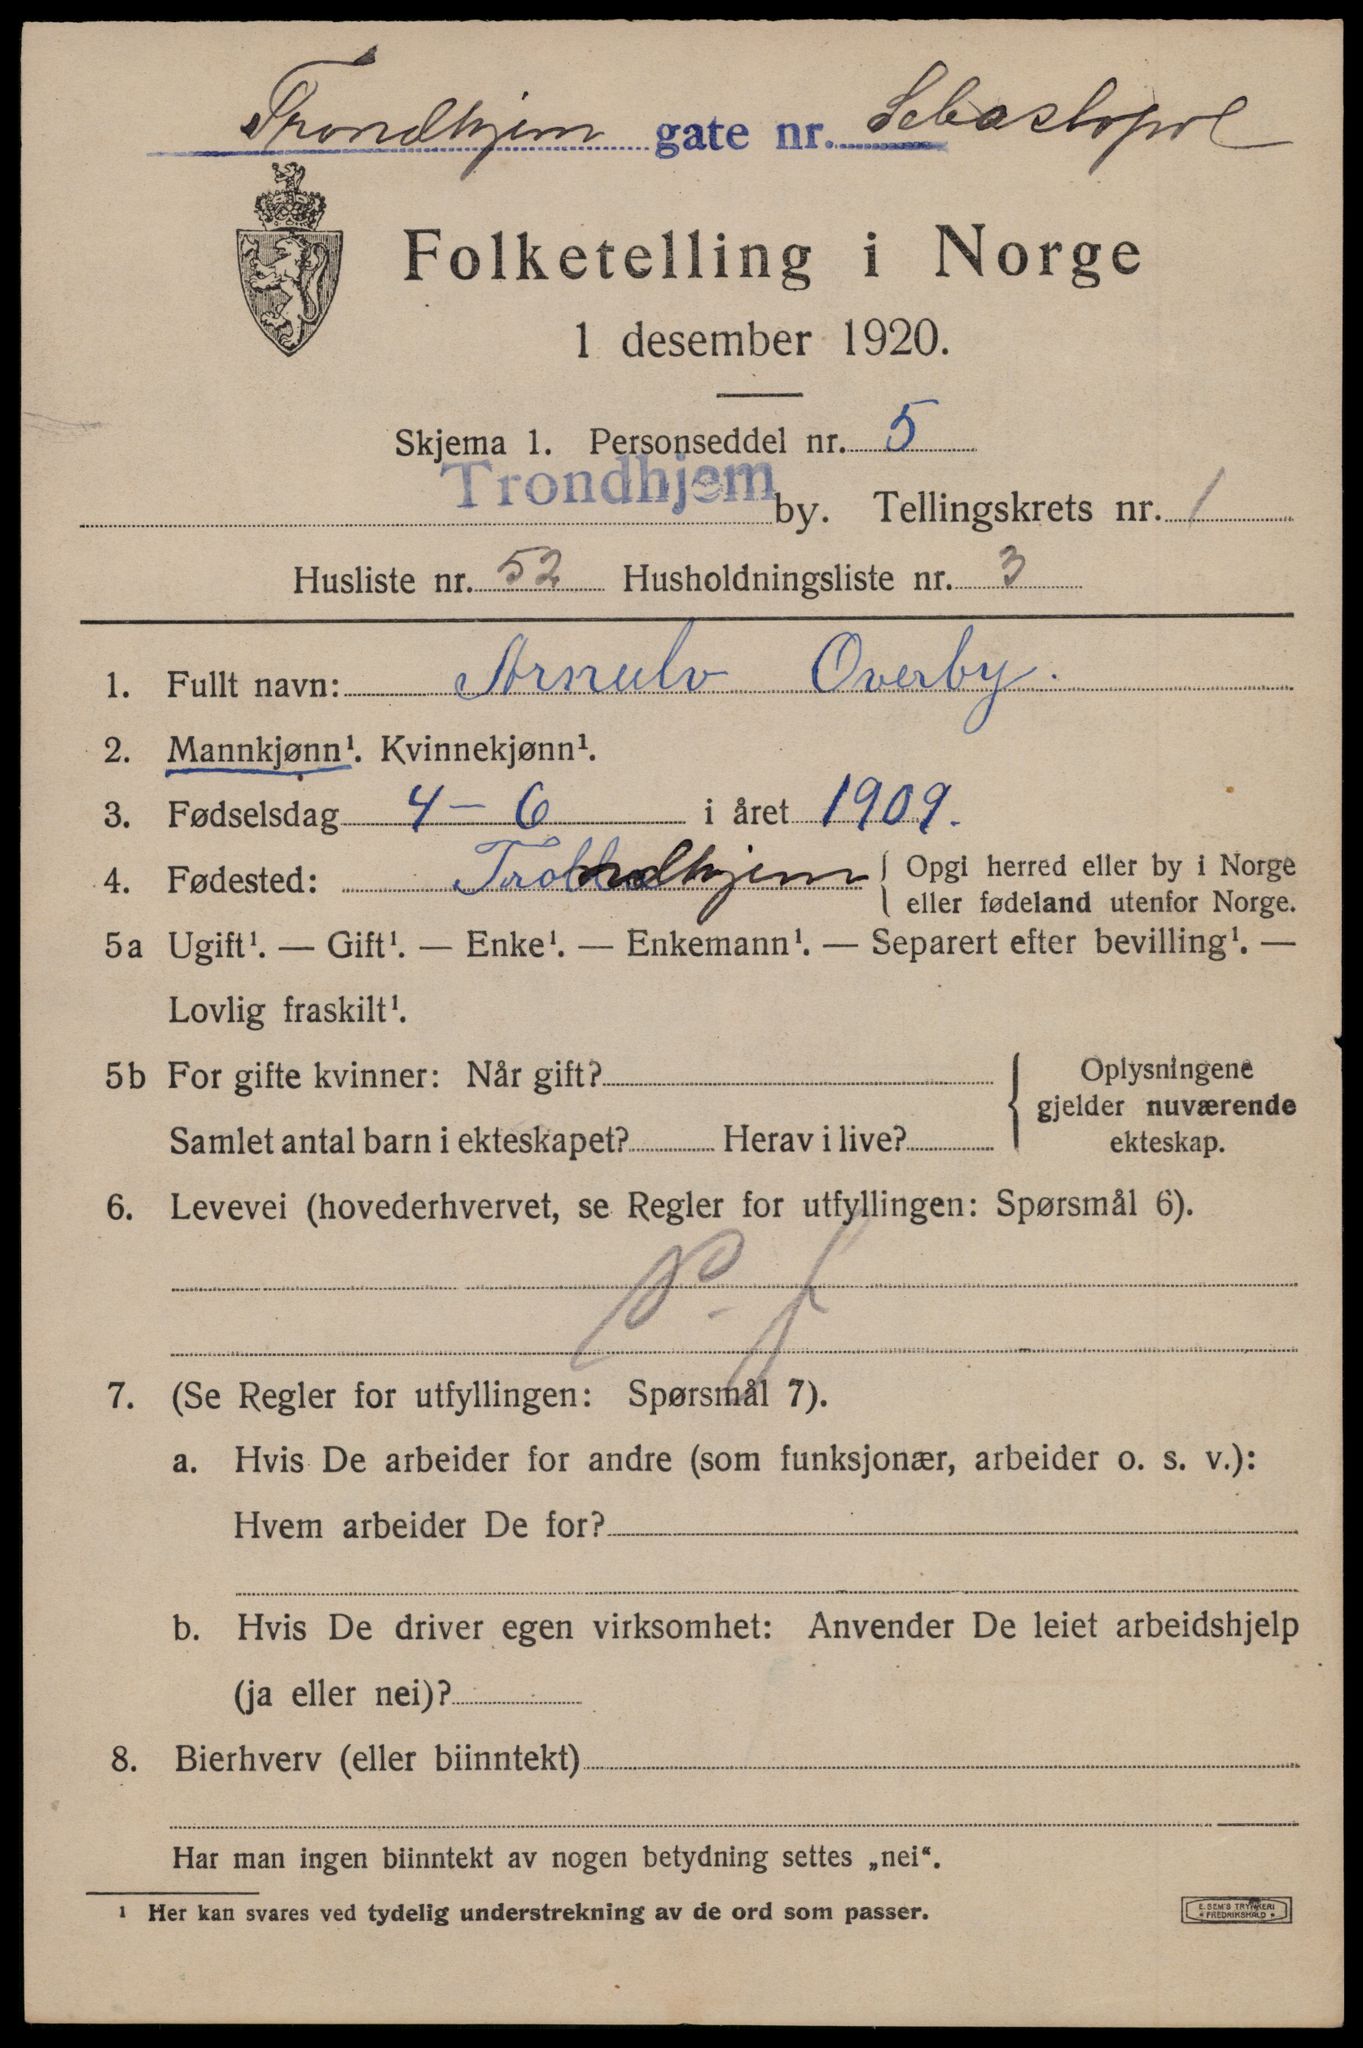 Trondhjem gate nr. Sebastopol
Folketelling i Norge
1 desember 1920.
Skjema 1. Personseddel nr. 5
Trondhjem by. Tellingskrets nr. 1
Husliste nr. 52 Husholdningsliste nr. 3
1. Fullt navn: Arnulv Overby.
2. Mannkjønn¹. Kvinnekjønn¹.
3. Fødselsdag 4-6 i året 1909.
4. Fødested: Trondhjem { Opgi herred eller by i Norge
eller fødeland utenfor Norge.
5a Ugift¹. — Gift¹. — Enke¹. — Enkemann¹. — Separert efter bevilling¹. —
Lovlig fraskilt¹.
5b For gifte kvinner: Når gift?
Samlet antal barn i ekteskapet? Herav i live?
{ Oplysningene
gjelder nuværende
ekteskap.
6. Levevei (hovederhvervet, se Regler for utfyllingen: Spørsmål 6).
7. (Se Regler for utfyllingen: Spørsmål 7).
a. Hvis De arbeider for andre (som funksjonær, arbeider o. s. v.):
Hvem arbeider De for?
b. Hvis De driver egen virksomhet: Anvender De leiet arbeidshjelp
(ja eller nei)?
8. Bierhverv (eller biinntekt)
Har man ingen biinntekt av nogen betydning settes „nei“.
¹ Her kan svares ved tydelig understrekning av de ord som passer.
E. SEM'S TRYKKERI
FREDRIKSHALD